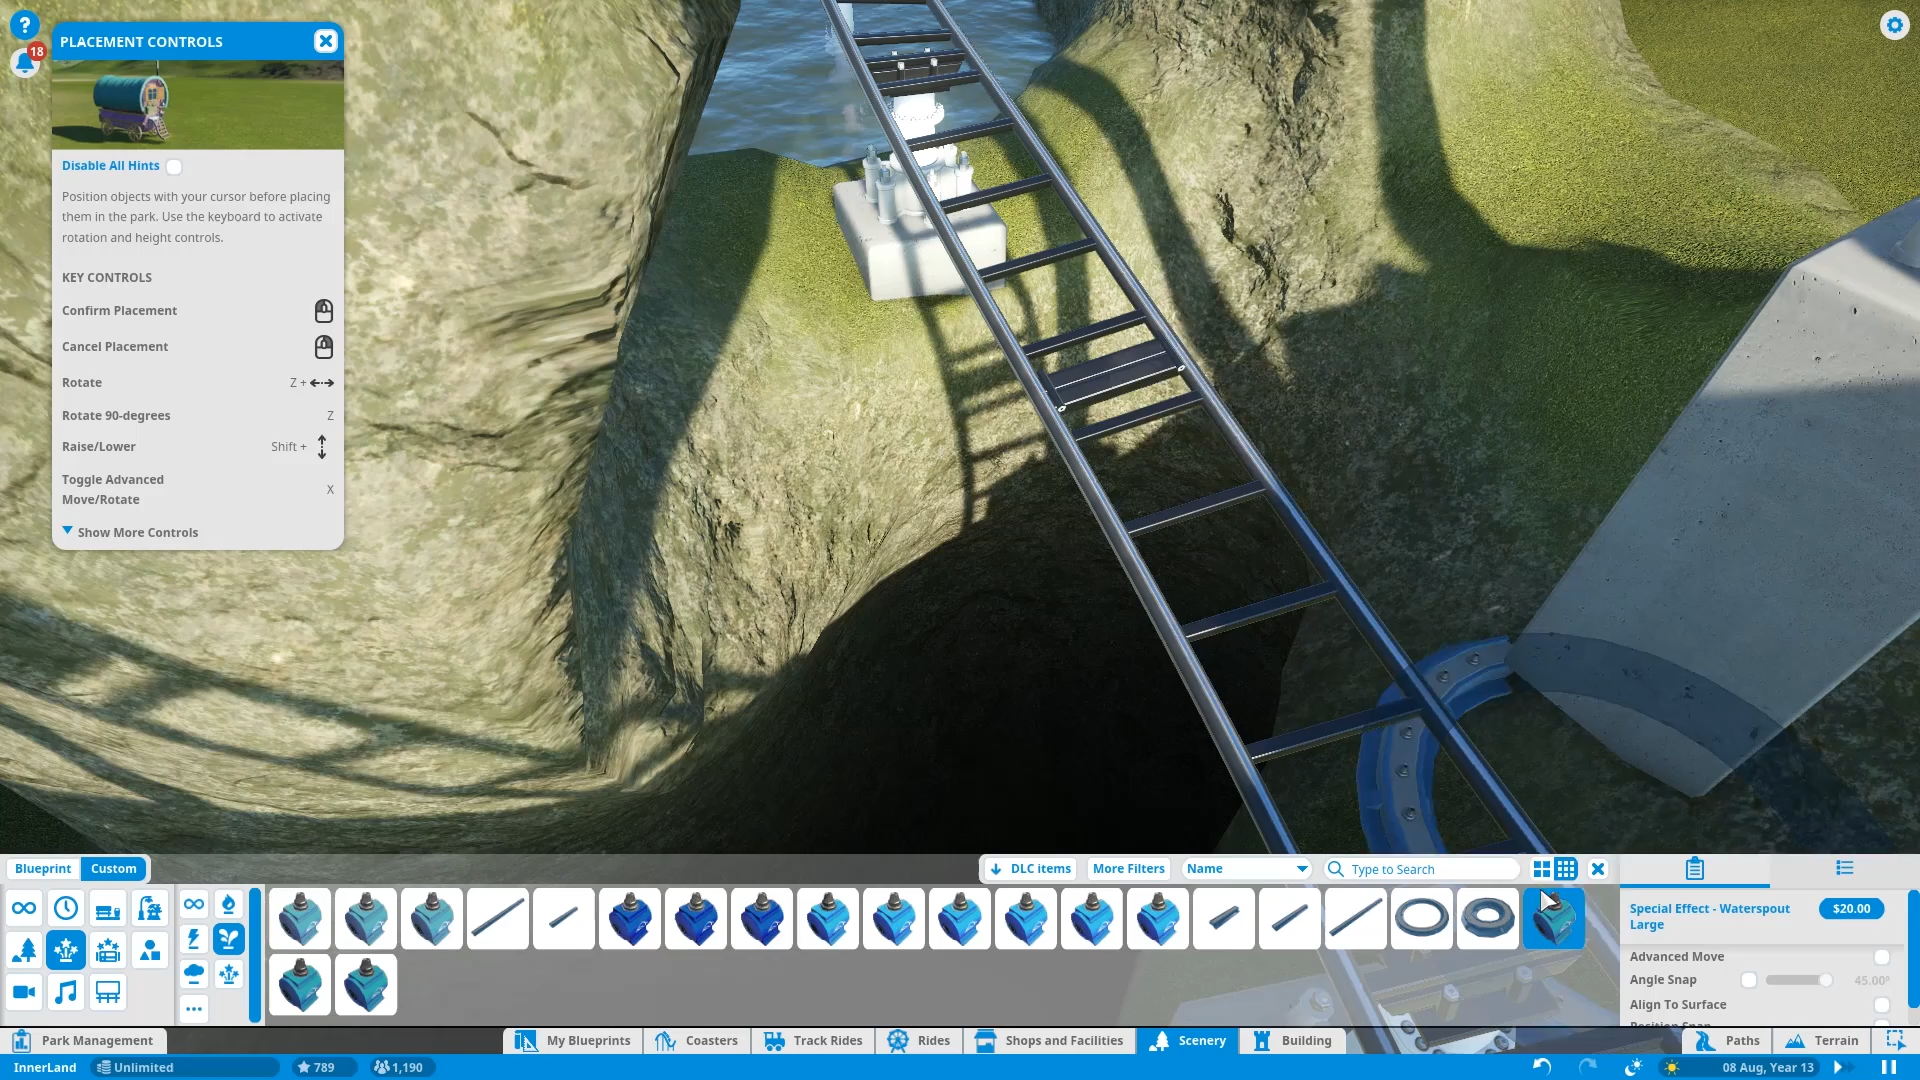 ?
18
PLACEMENT CONTROLS
Disable All Hints
Position objects with your cursor before placing
them in the park. Use the keyboard to activate
rotation and height controls.
KEY CONTROLS
Confirm Placement
Cancel Placement
Rotate Z +
Rotate 90-degrees Z
Raise/Lower Shift +
Toggle Advanced
Move/Rotate X
Show More Controls
Blueprint Custom
DLC items More Filters Name Type to Search
Special Effect - Waterspout
Large
$20.00
Advanced Move
Angle Snap 45.00°
Align To Surface
Position Snap
Park Management My Blueprints Coasters Track Rides Rides Shops and Facilities Scenery Building Paths Terrain
InnerLand Unlimited 789 1,190 08 Aug, Year 13